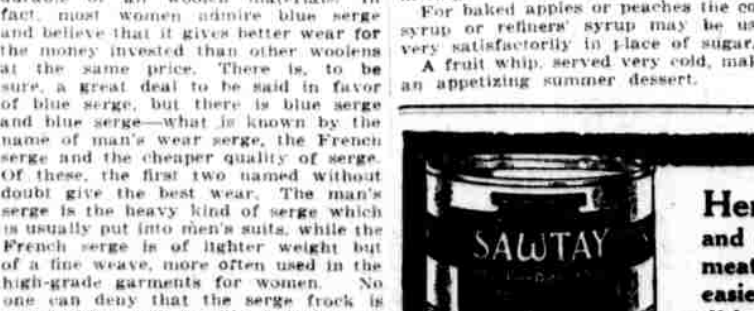 fact, most women admire blue serge
and believe that it gives better wear for
the money invested than other woolens
at the same price. There is, to be
sure, a great deal to be said in favor
of blue serge, but there is blue serge
and blue serge—what is known by the
name of man's wear serge, the French
serge and the cheaper quality of serge.
Of these, the first two named without
doubt give the best wear. The man's
serge is the heavy kind of serge which
is usually put into men's suits, while the
French serge is of lighter weight but
of a fine weave, more often used in the
high-grade garments for women. No
one can deny that the serge frock is
For baked apples or peaches the co
syrup or refiners' syrup may be us
very satisfactorily in place of sugar
A fruit whip, served very cold, mak
an appetizing summer dessert.
SAWTAY
Her
and
meat
easie